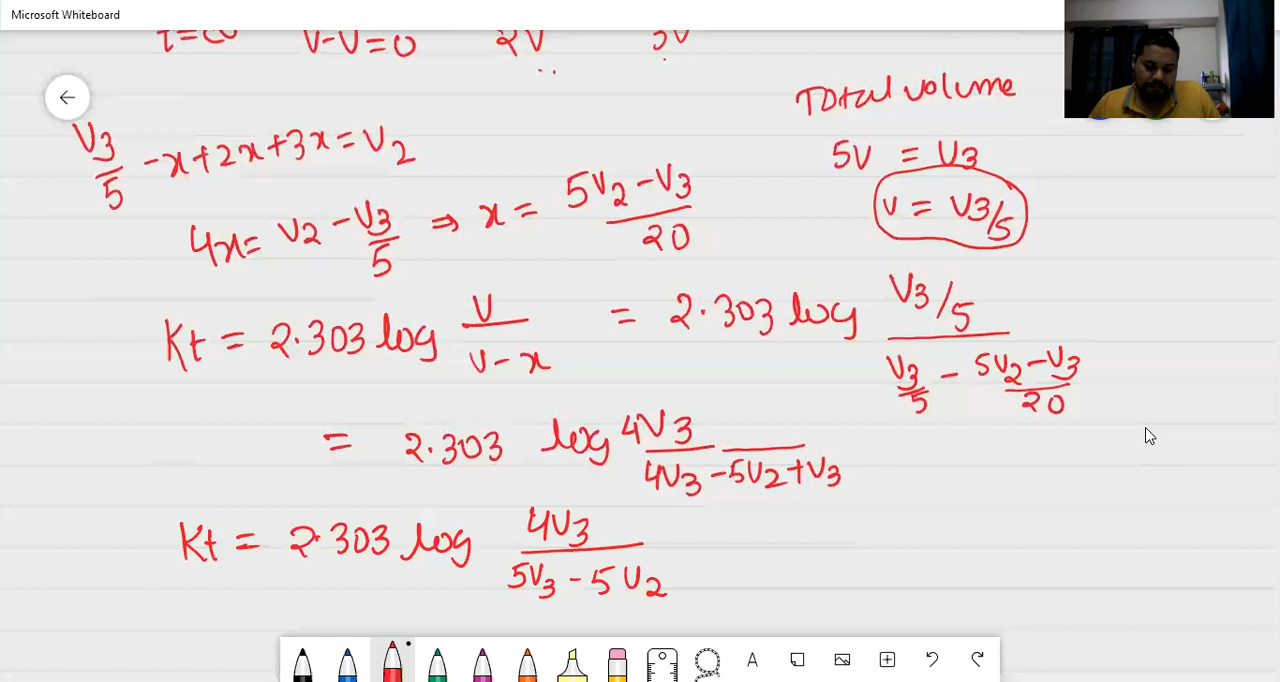 Microsoft Whiteboard
V-V=0 2V 3V
Total volume
V3/5 -x+2x+3x=V2
5V = V3
4x= V2 - V3/5 ⇒ x= 5V2-V3/20
V = V3/5
Kt = 2.303 log V/V-x = 2.303 log V3/5/V3/5 - 5V2-V3/20
= 2.303 log 4V3/4V3-5V2+V3
Kt = 2.303 log 4V3/5V3-5V2
A